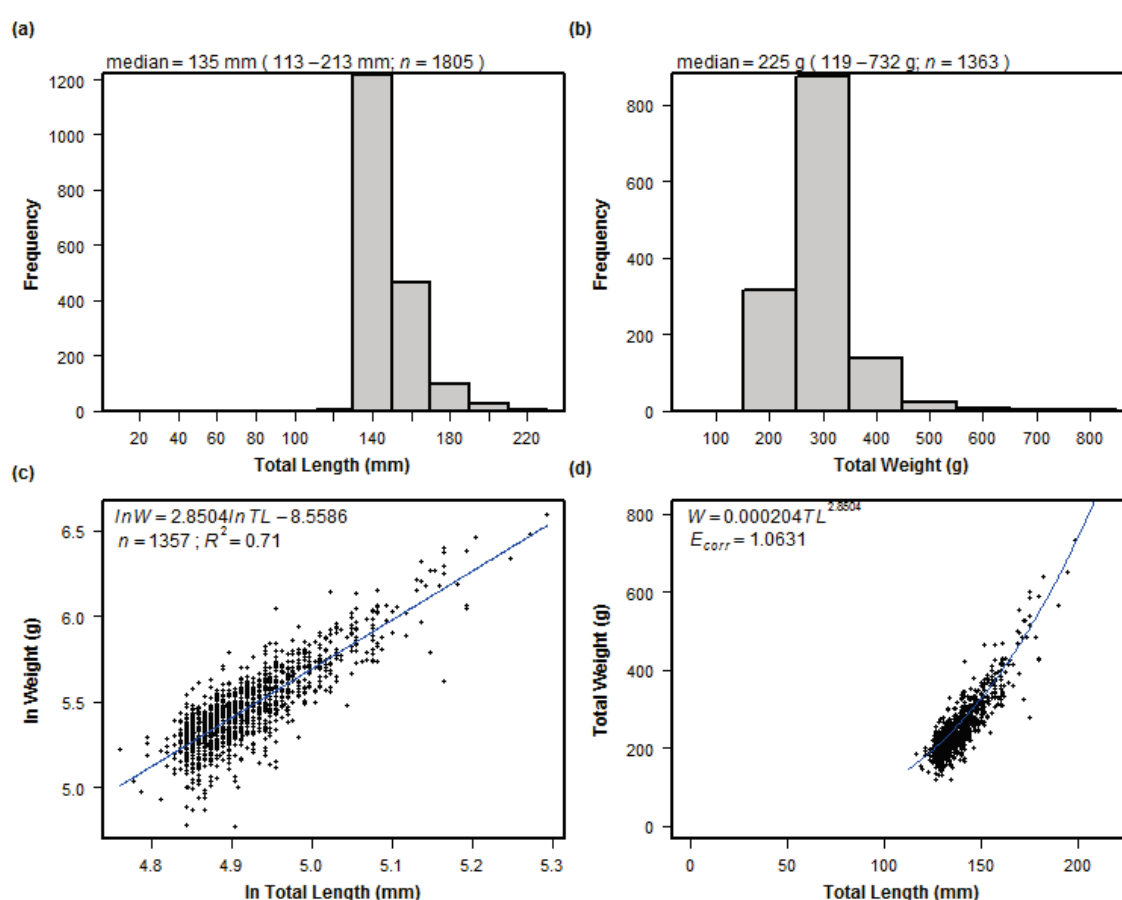 (a)
median = 135 mm ( 113 –213 mm; n = 1805 )
1200
1000
800
600
400
200
0
Frequency
20 40 60 80 100 140 180 220
Total Length (mm)
(b)
median = 225 g ( 119 –732 g; n = 1363 )
800
600
400
200
0
Frequency
100 200 300 400 500 600 700 800
Total Weight (g)
(c)
lnW = 2.8504lnTL – 8.5586
n = 1357 ; R² = 0.71
6.5
6.0
5.5
5.0
ln Weight (g)
4.8 4.9 5.0 5.1 5.2 5.3
ln Total Length (mm)
(d)
W = 0.000204TL^2.8504
E_corr = 1.0631
800
600
400
200
0
Total Weight (g)
0 50 100 150 200
Total Length (mm)